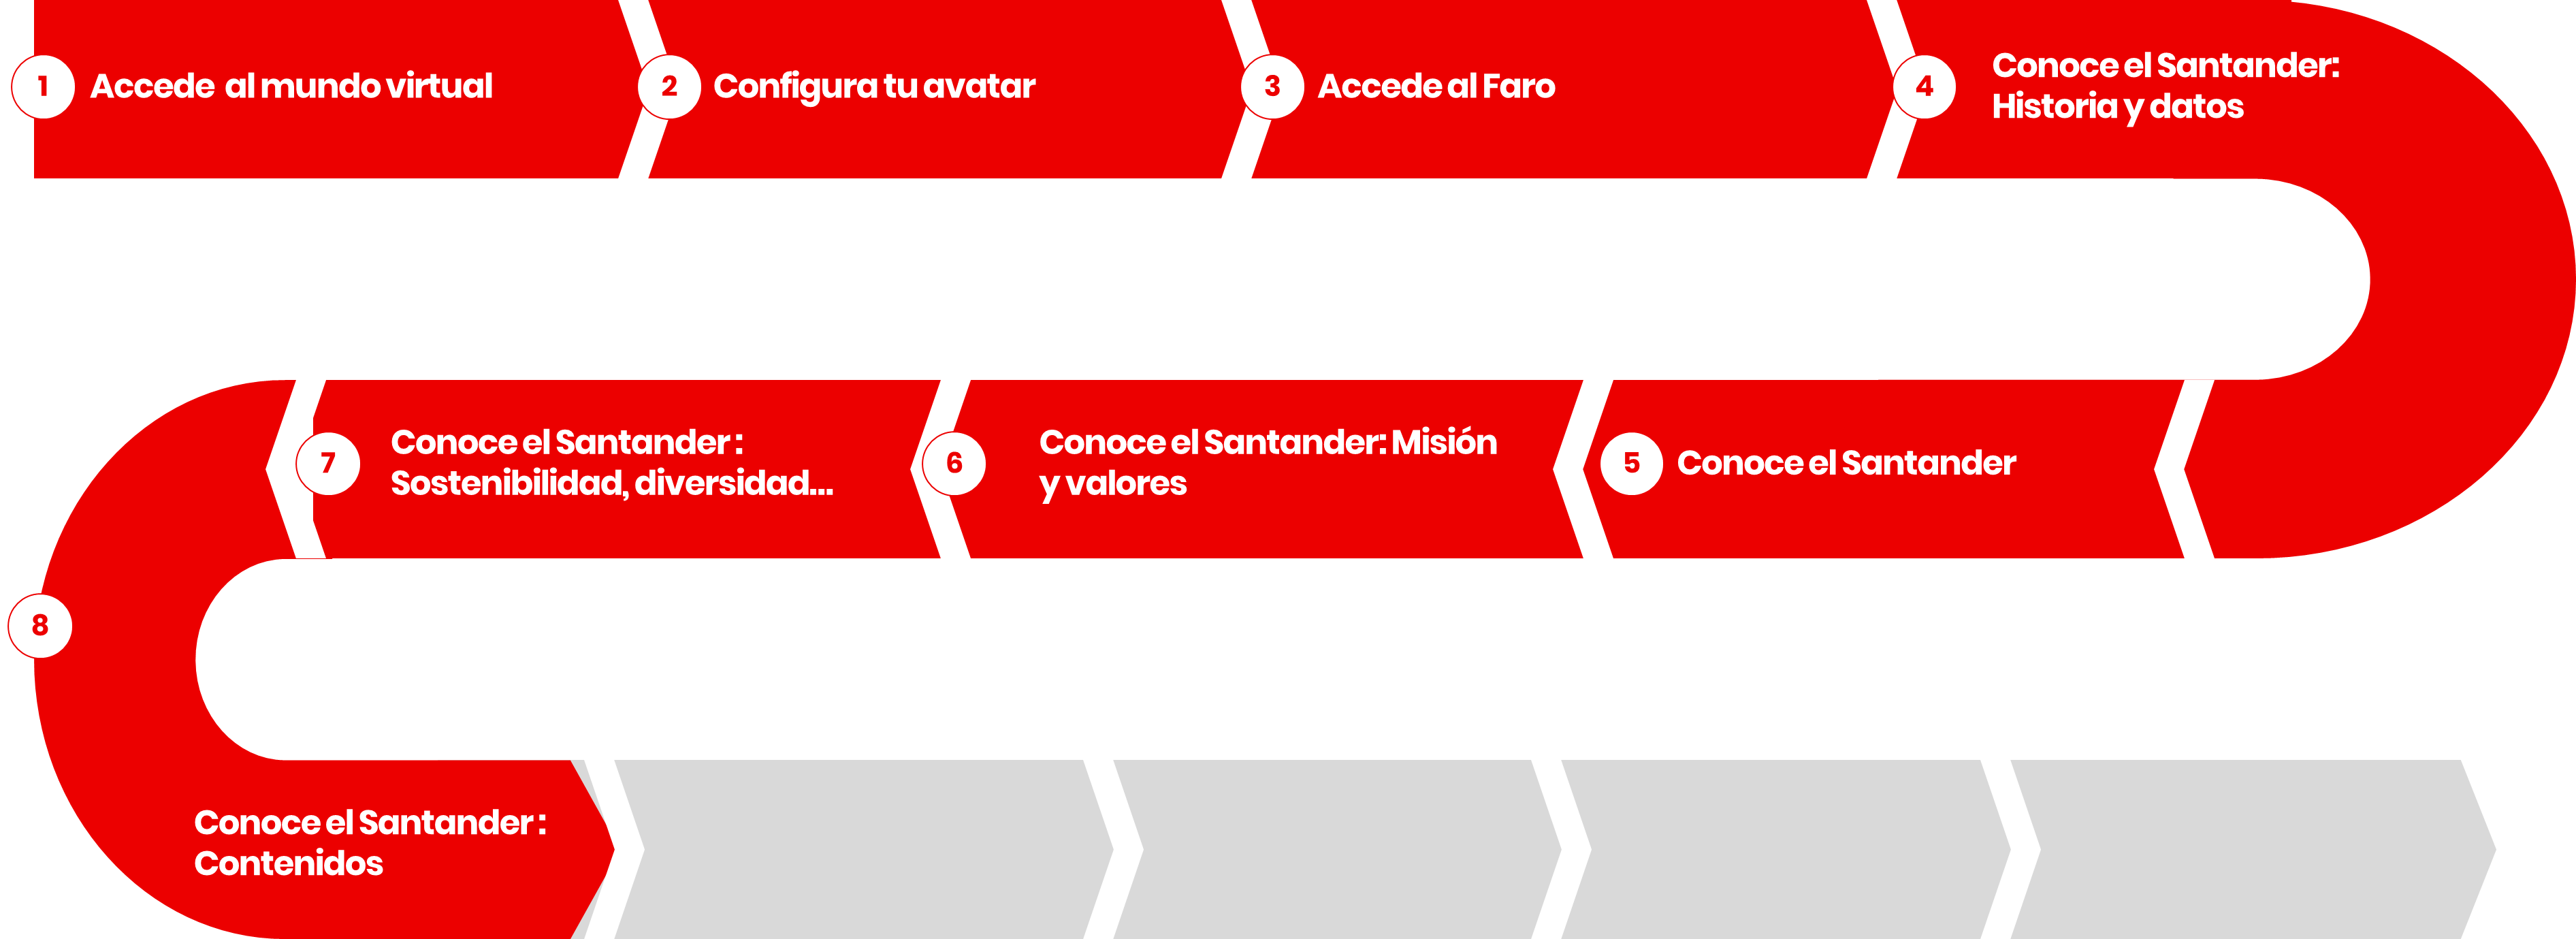 1
Accede al mundo virtual
2
Configura tu avatar
3
Accede al Faro
4
Conoce el Santander:
Historia y datos
5
Conoce el Santander
6
Conoce el Santander: Misión
y valores
7
Conoce el Santander :
Sostenibilidad, diversidad...
8
Conoce el Santander :
Contenidos